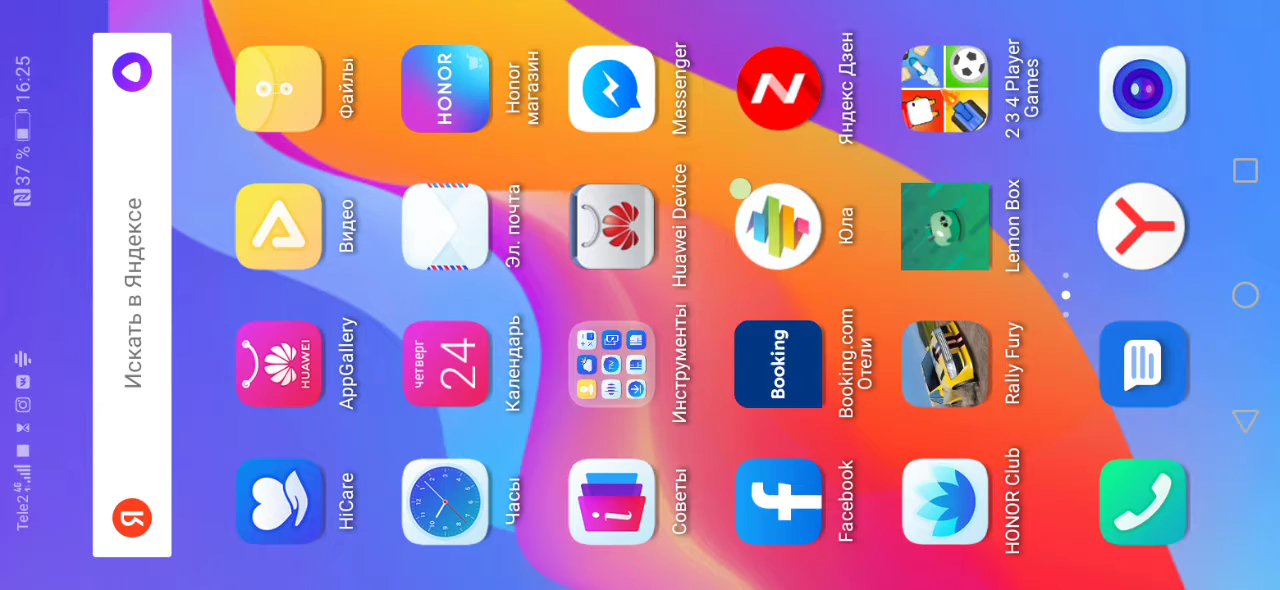 Tele2 4G 37 % 16:25
Я Искать в Яндексе
HUAWEI
HONOR
HiCare AppGallery Видео Файлы
четверг
24
Часы Календарь Эл. почта Honor
магазин
Советы Инструменты Huawei Device Messenger
Booking
Facebook Booking.com
Отели
Юла Яндекс Дзен
HONOR Club Rally Fury Lemon Box 2 3 4 Player
Games